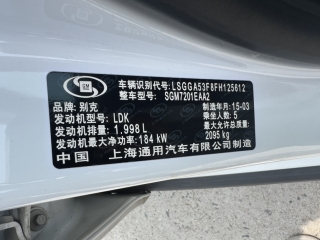 车辆识别代号: LSGGA53F8FH125612
整车型号: SGM7201EAA2
品牌: 别克
制造年月: 15-03
发动机型号: LDK
乘坐人数: 5
发动机排量: 1.998 L
最大允许总质量: 2095 kg
发动机最大净功率: 184 kW
中国 上海通用汽车有限公司制造